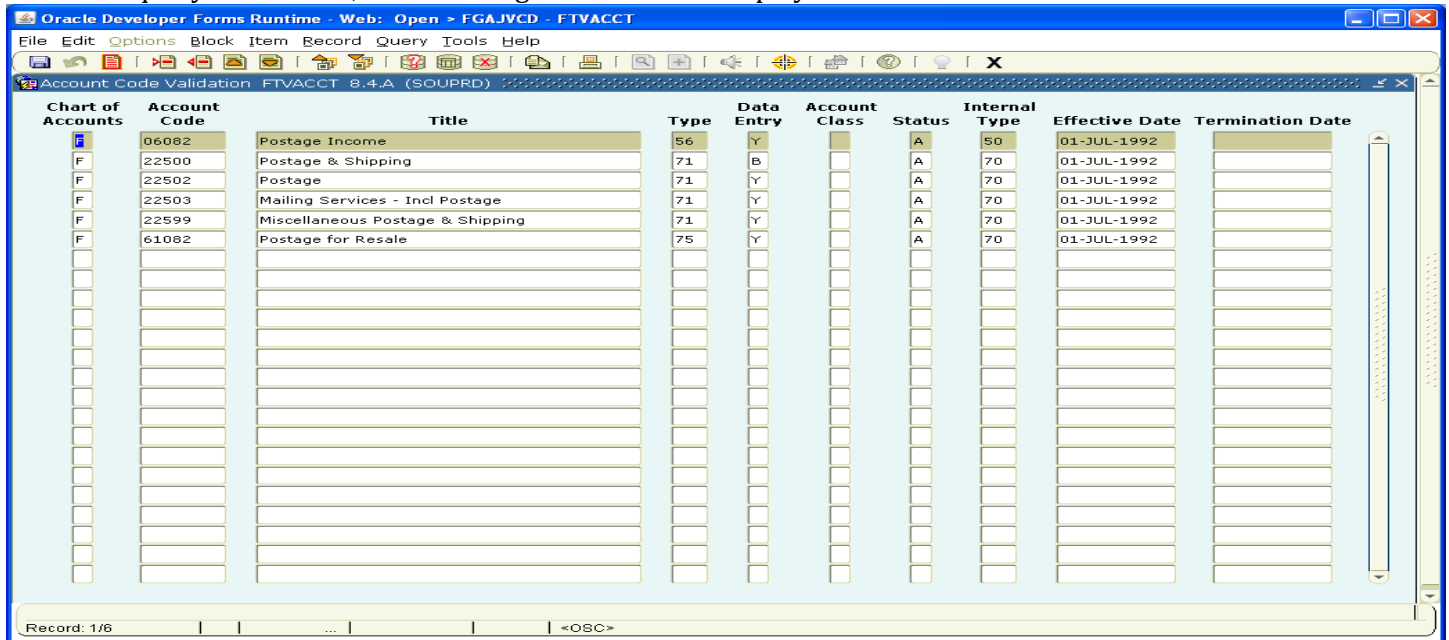 Oracle Developer Forms Runtime - Web: Open > FGAJVCD - FTVACCT
File Edit Options Block Item Record Query Tools Help
Account Code Validation FTVACCT 8.4.A (SOUPRD)
Chart of Accounts Account Code Title Type Data Entry Account Class Status Internal Type Effective Date Termination Date
F 06082 Postage Income 56 Y A 50 01-JUL-1992
F 22500 Postage & Shipping 71 B A 70 01-JUL-1992
F 22502 Postage 71 Y A 70 01-JUL-1992
F 22503 Mailing Services - Incl Postage 71 Y A 70 01-JUL-1992
F 22599 Miscellaneous Postage & Shipping 71 Y A 70 01-JUL-1992
F 61082 Postage for Resale 75 Y A 70 01-JUL-1992
Record: 1/6 ... <OSC>